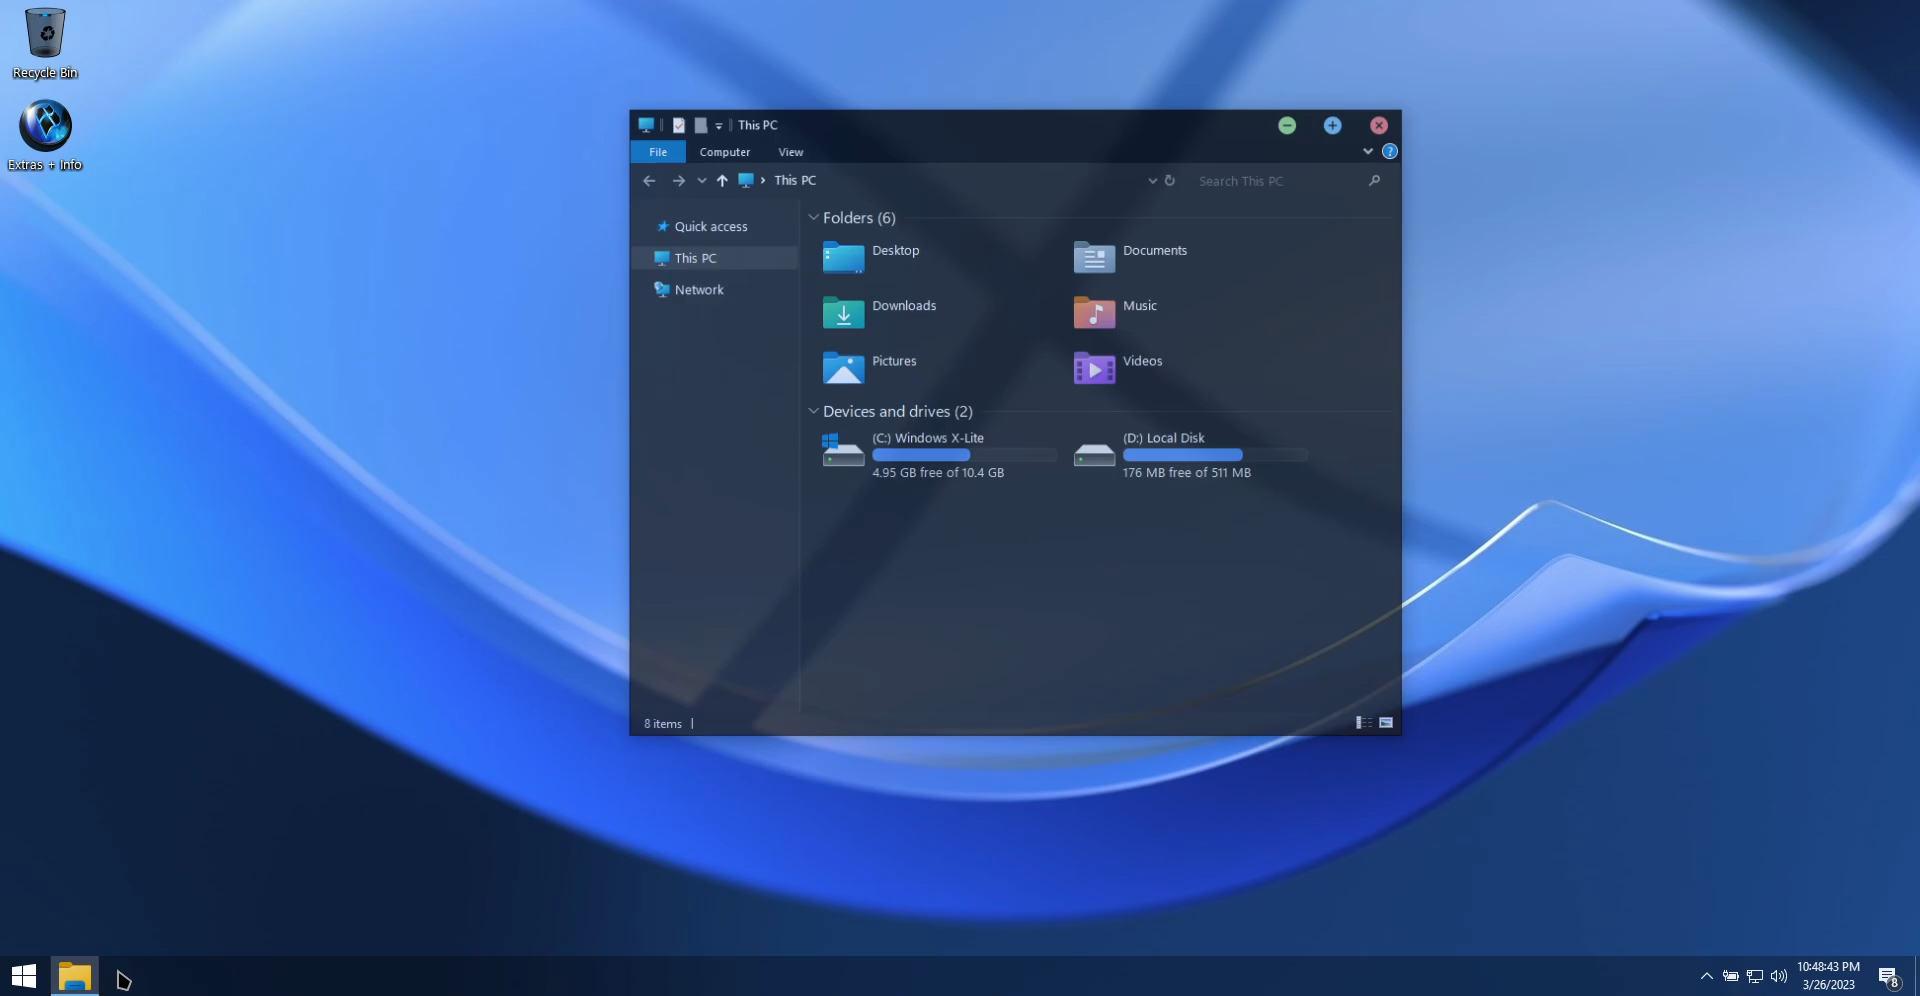 Recycle Bin
Extras + Info
This PC
File Computer View
This PC
Search This PC
Quick access
This PC
Network
Folders (6)
Desktop
Documents
Downloads
Music
Pictures
Videos
Devices and drives (2)
(C:) Windows X-Lite
4.95 GB free of 10.4 GB
(D:) Local Disk
176 MB free of 511 MB
8 items
10:48:43 PM
3/26/2023
8